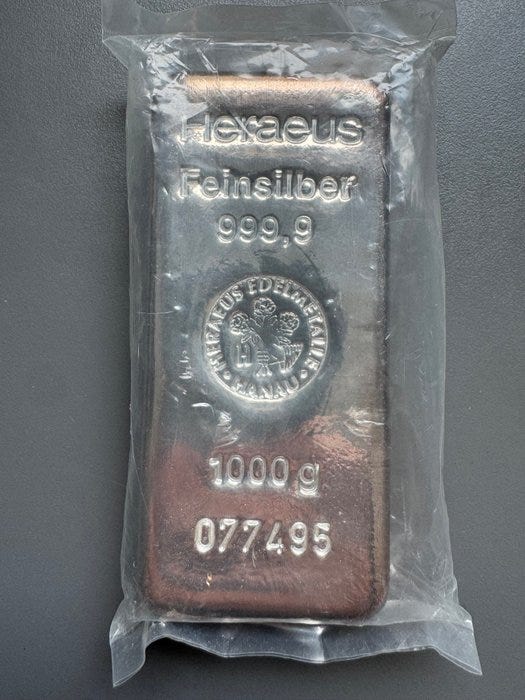 Heraeus
Feinsilber
999,9
HERAEUS EDELMETALLE
HANAU
H
1000 g
077495